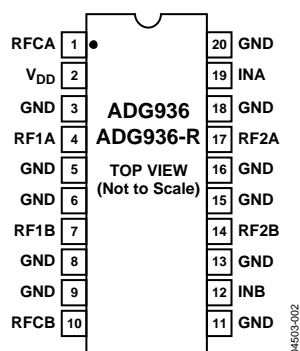 RFCA 1 20 GND
VDD 2 19 INA
GND 3 18 GND
ADG936
RF1A 4 17 RF2A
ADG936-R
GND 5 16 GND
TOP VIEW
(Not to Scale)
GND 6 15 GND
RF1B 7 14 RF2B
GND 8 13 GND
GND 9 12 INB
RFCB 10 11 GND
04503-002